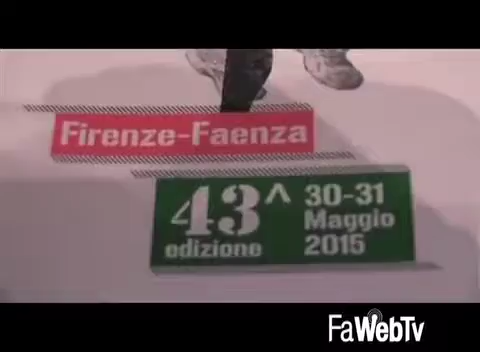 Firenze-Faenza
43^ 30-31
Maggio
edizione 2015
FaWebTv